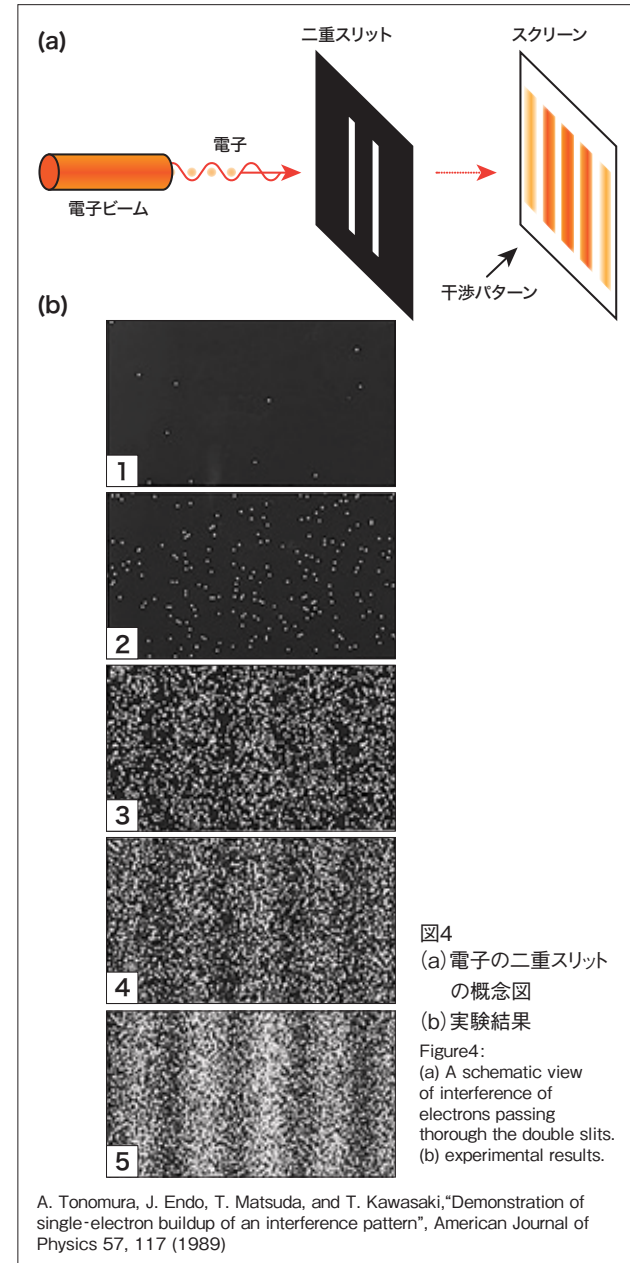 (a)
二重スリット
スクリーン
電子
電子ビーム
干渉パターン
(b)
1
2
3
4
5
図4
(a)電子の二重スリット
の概念図
(b)実験結果
Figure4:
(a) A schematic view
of interference of
electrons passing
thorough the double slits.
(b) experimental results.
A. Tonomura, J. Endo, T. Matsuda, and T. Kawasaki,“Demonstration of
single-electron buildup of an interference pattern”, American Journal of
Physics 57, 117 (1989)